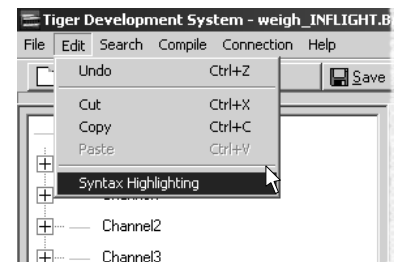 Tiger Development System - weigh_INFLIGHT.B
File Edit Search Compile Connection Help
Undo Ctrl+Z
Save
Cut Ctrl+X
Copy Ctrl+C
Paste Ctrl+V
Syntax Highlighting
Channel2
Channel3